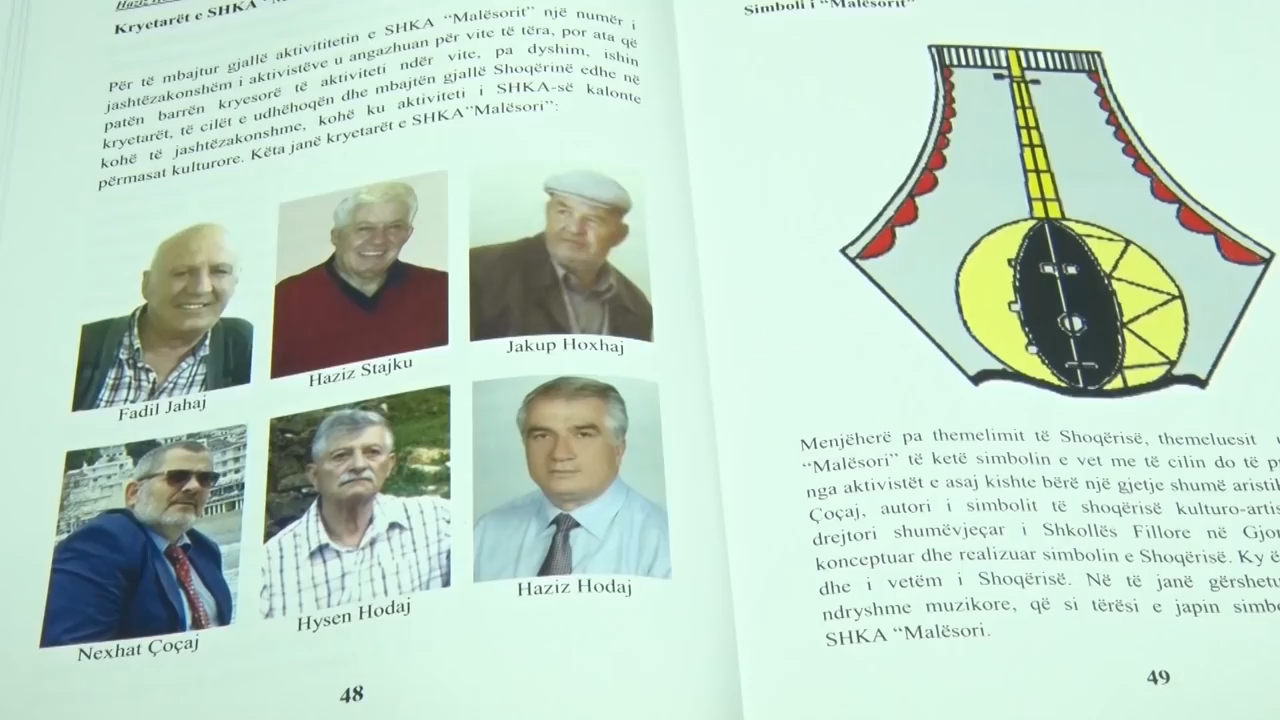 Haziz
Kryetarët e SHKA
Për të mbajtur gjallë aktivititetin e SHKA “Malësorit” një numër i
jashtëzakonshëm i aktivistëve u angazhuan për vite të tëra, por ata që
patën barrën kryesorë të aktiviteti ndër vite, pa dyshim, ishin
kryetarët, të cilët e udhëhoqën dhe mbajtën gjallë Shoqërinë edhe në
kohë të jashtëzakonshme, kohë ku aktiviteti i SHKA-së kalonte
përmasat kulturore. Këta janë kryetarët e SHKA“Malësori”:
Fadil Jahaj
Haziz Stajku
Jakup Hoxhaj
Nexhat Çoçaj
Hysen Hodaj
Haziz Hodaj
48
Simboli i “Malësorit”
Menjëherë pa themelimit të Shoqërisë, themeluesit
“Malësori” të ketë simbolin e vet me të cilin do të
nga aktivistët e asaj kishte bërë një gjetje shumë
Çoçaj, autori i simbolit të shoqërisë
drejtori shumëvjeçar i Shkollës Fillore në
konceptuar dhe realizuar simbolin e Shoqërisë. Ky
dhe i vetëm i Shoqërisë. Në të janë
ndryshme muzikore, që si tërësi e japin
SHKA “Malësori.
49